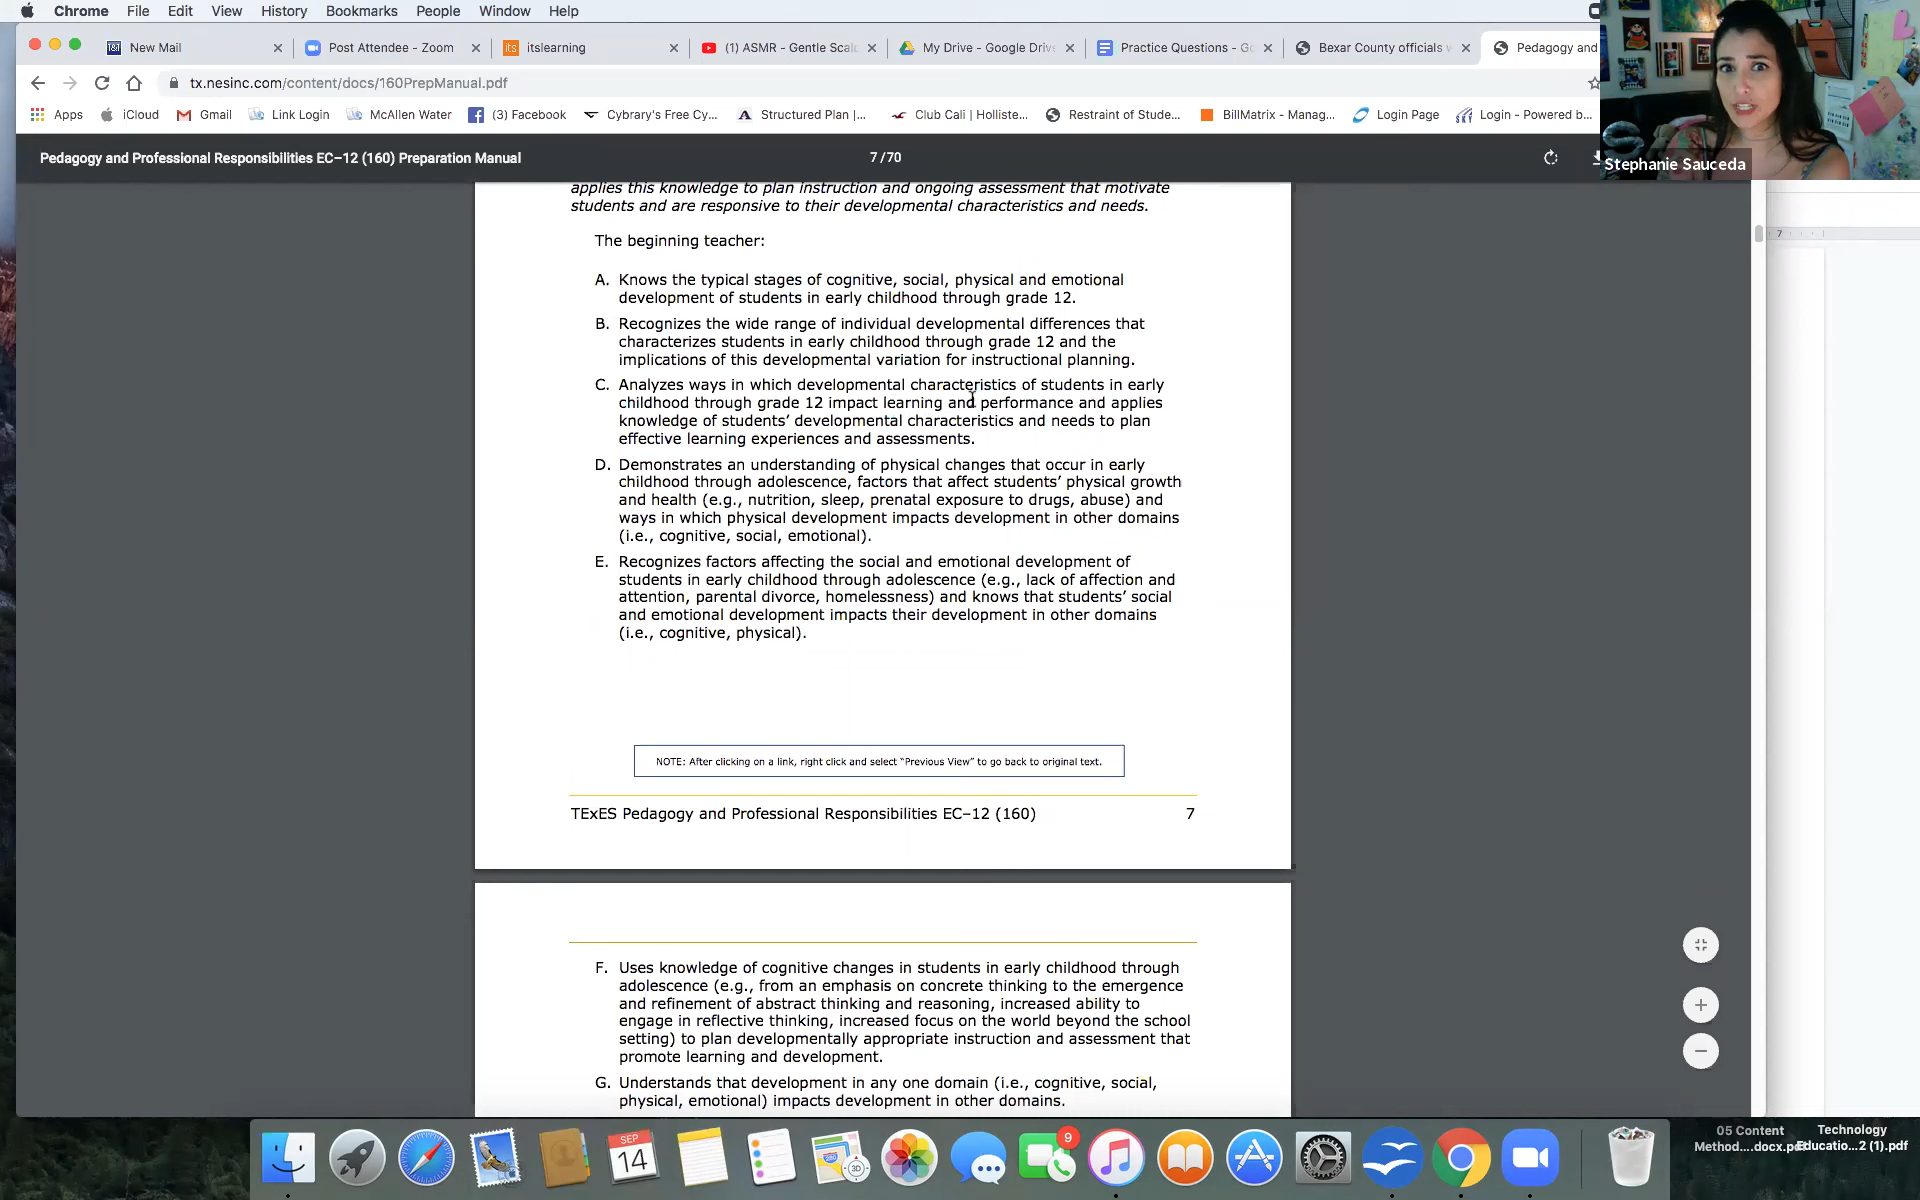 Chrome File Edit View History Bookmarks People Window Help
New Mail
Post Attendee - Zoom
itslearning
(1) ASMR - Gentle Scal
My Drive - Google Driv
Practice Questions - G
Bexar County officials
Pedagogy and
tx.nesinc.com/content/docs/160PrepManual.pdf
Apps iCloud Gmail Link Login McAllen Water (3) Facebook Cybrary's Free Cy... Structured Plan |... Club Cali | Holliste... Restraint of Stude... BillMatrix - Manag... Login Page Login - Powered b...
Pedagogy and Professional Responsibilities EC–12 (160) Preparation Manual
7 / 70
Stephanie Sauceda
applies this knowledge to plan instruction and ongoing assessment that motivate
students and are responsive to their developmental characteristics and needs.
The beginning teacher:
A. Knows the typical stages of cognitive, social, physical and emotional
development of students in early childhood through grade 12.
B. Recognizes the wide range of individual developmental differences that
characterizes students in early childhood through grade 12 and the
implications of this developmental variation for instructional planning.
C. Analyzes ways in which developmental characteristics of students in early
childhood through grade 12 impact learning and performance and applies
knowledge of students’ developmental characteristics and needs to plan
effective learning experiences and assessments.
D. Demonstrates an understanding of physical changes that occur in early
childhood through adolescence, factors that affect students’ physical growth
and health (e.g., nutrition, sleep, prenatal exposure to drugs, abuse) and
ways in which physical development impacts development in other domains
(i.e., cognitive, social, emotional).
E. Recognizes factors affecting the social and emotional development of
students in early childhood through adolescence (e.g., lack of affection and
attention, parental divorce, homelessness) and knows that students’ social
and emotional development impacts their development in other domains
(i.e., cognitive, physical).
NOTE: After clicking on a link, right click and select “Previous View” to go back to original text.
TExES Pedagogy and Professional Responsibilities EC–12 (160) 7
F. Uses knowledge of cognitive changes in students in early childhood through
adolescence (e.g., from an emphasis on concrete thinking to the emergence
and refinement of abstract thinking and reasoning, increased ability to
engage in reflective thinking, increased focus on the world beyond the school
setting) to plan developmentally appropriate instruction and assessment that
promote learning and development.
G. Understands that development in any one domain (i.e., cognitive, social,
physical, emotional) impacts development in other domains.
7
SEP
14
280
3D
9
05 Content
Method....docx.pdf
Technology
Educatio...2 (1).pdf